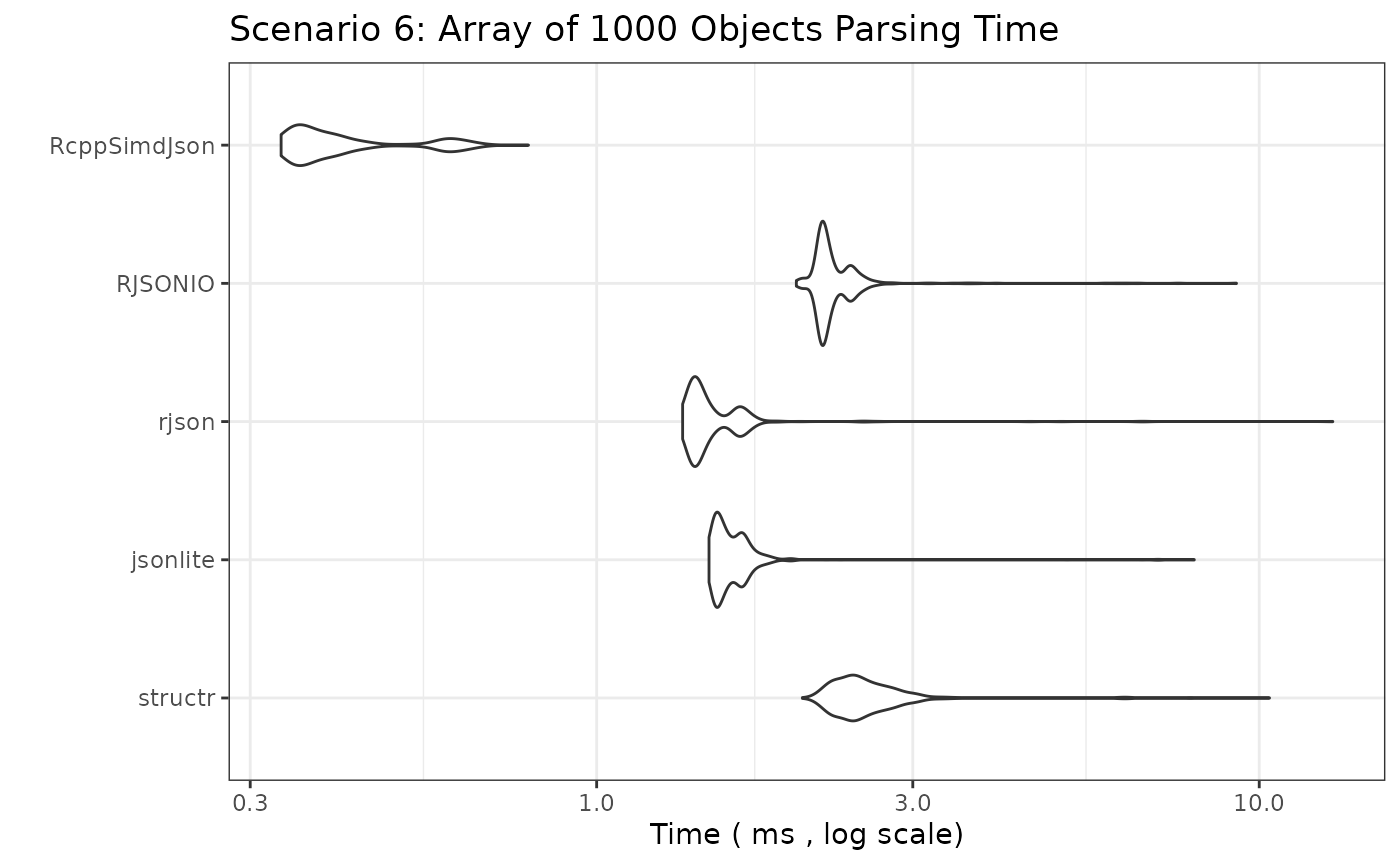 Scenario 6: Array of 1000 Objects Parsing Time
RcppSimdJson
RJSONIO
rjson
jsonlite
structr
0.3 1.0 3.0 10.0
Time ( ms , log scale)